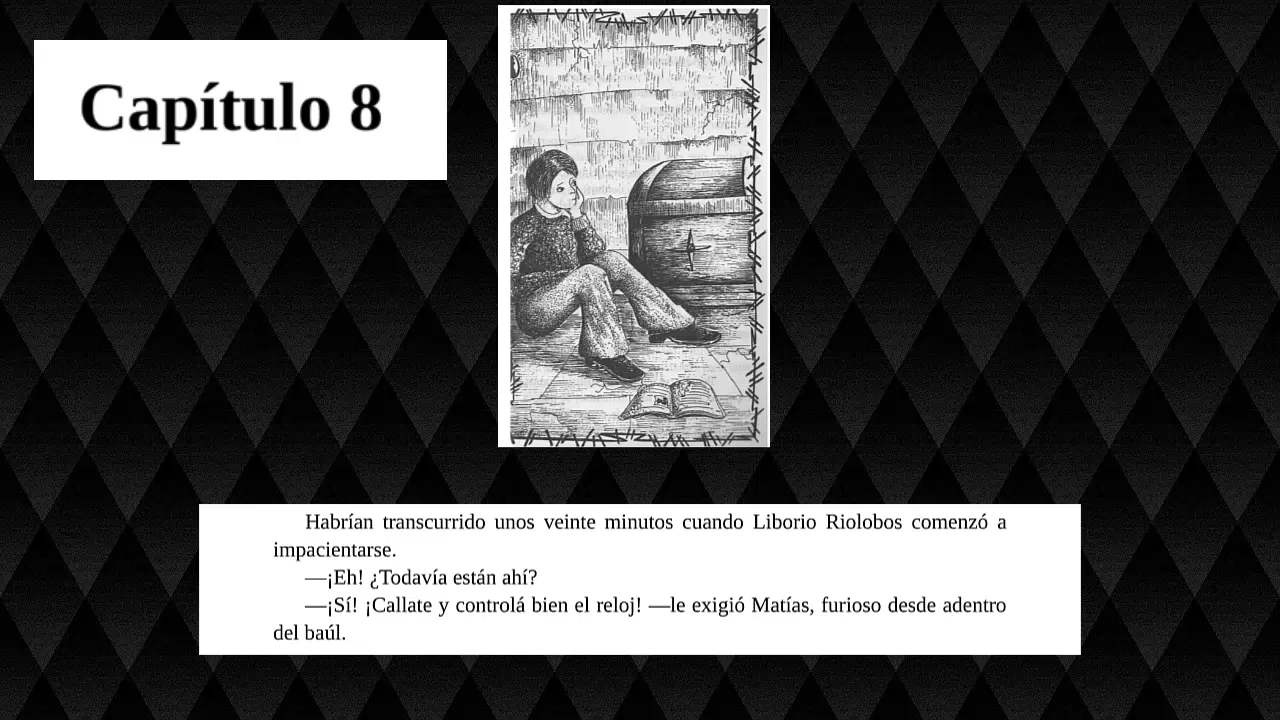 Capítulo 8
Habrían transcurrido unos veinte minutos cuando Liborio Riolobos comenzó a
impacientarse.
—¡Eh! ¿Todavía están ahí?
—¡Sí! ¡Callate y controlá bien el reloj! —le exigió Matías, furioso desde adentro
del baúl.